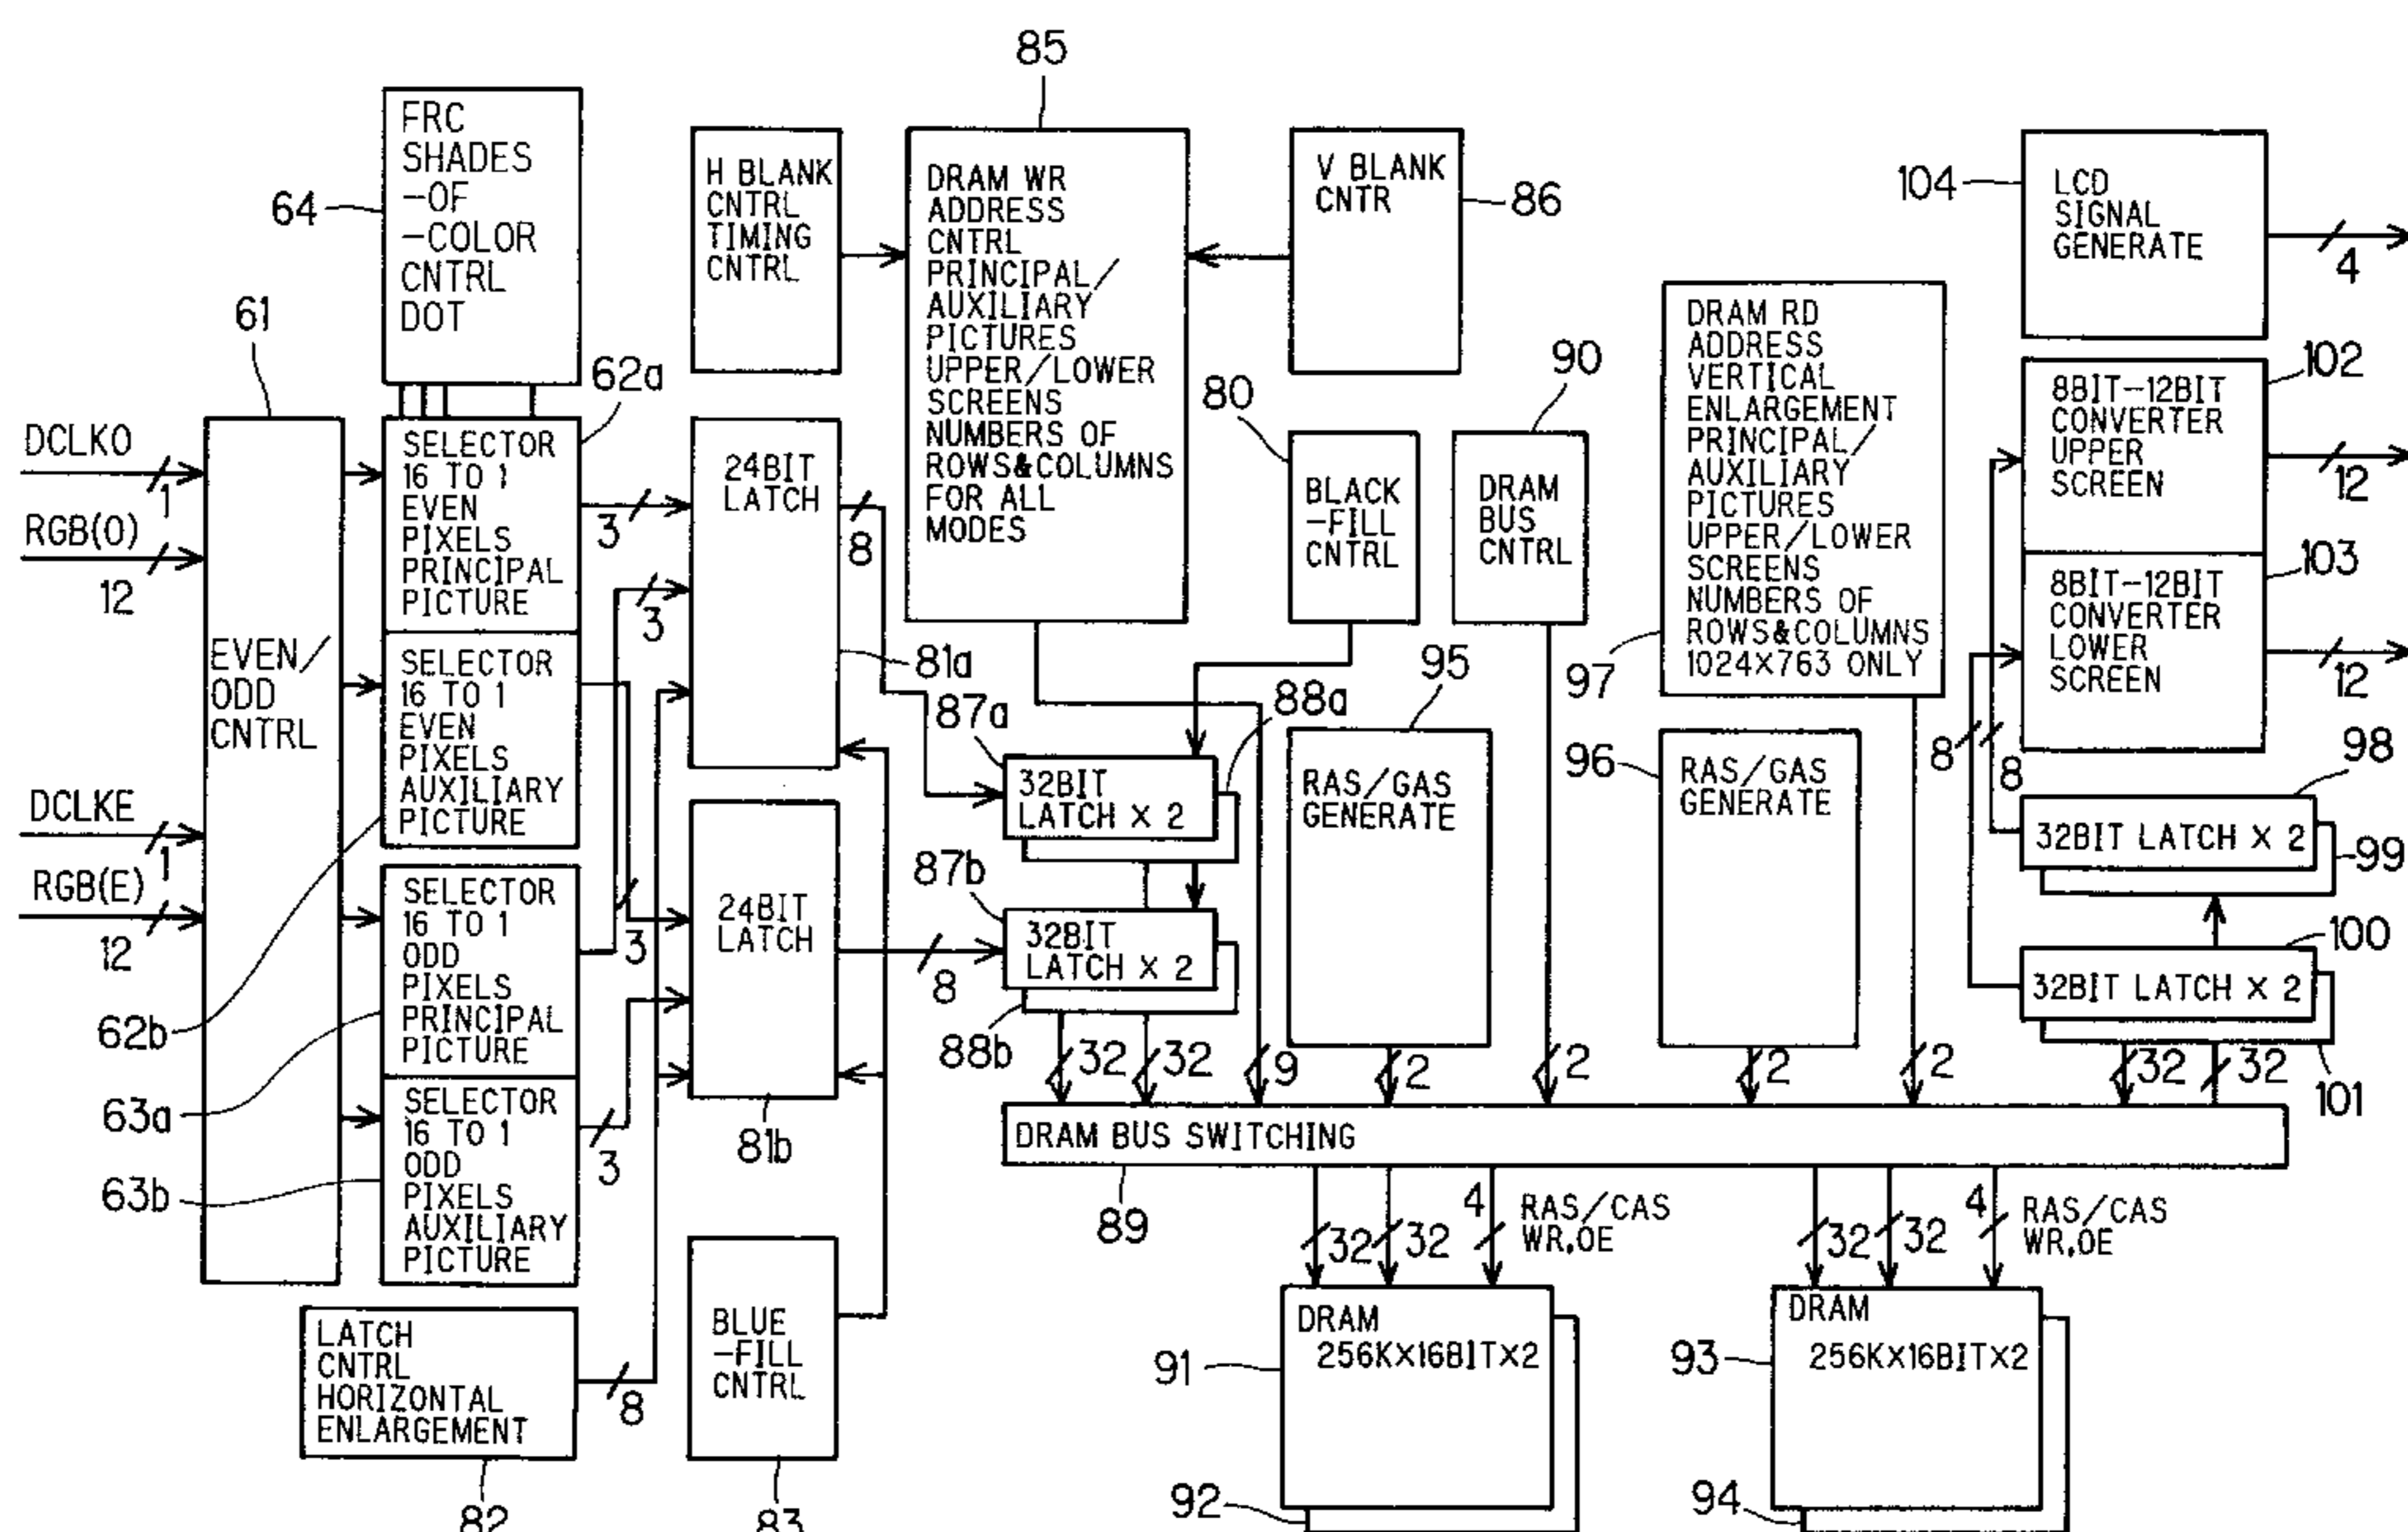 85
FRC
SHADES
-OF
-COLOR
CNTRL
DOT
64
H BLANK
CNTRL
TIMING
CNTRL
DRAM WR
ADDRESS
CNTRL
PRINCIPAL/
AUXILIARY
PICTURES
UPPER/LOWER
SCREENS
NUMBERS OF
ROWS&COLUMNS
FOR ALL
MODES
V BLANK
CNTR
86
104
LCD
SIGNAL
GENERATE
4
61
62a
80
90
DRAM RD
ADDRESS
VERTICAL
ENLARGEMENT
PRINCIPAL/
AUXILIARY
PICTURES
UPPER/LOWER
SCREENS
NUMBERS OF
ROWS&COLUMNS
1024X763 ONLY
97
102
8BIT-12BIT
CONVERTER
UPPER
SCREEN
12
103
8BIT-12BIT
CONVERTER
LOWER
SCREEN
12
DCLKO
1
RGB(O)
12
DCLKE
1
RGB(E)
12
EVEN/
ODD
CNTRL
SELECTOR
16 TO 1
EVEN
PIXELS
PRINCIPAL
PICTURE
3
SELECTOR
16 TO 1
EVEN
PIXELS
AUXILIARY
PICTURE
3
SELECTOR
16 TO 1
ODD
PIXELS
PRINCIPAL
PICTURE
3
SELECTOR
16 TO 1
ODD
PIXELS
AUXILIARY
PICTURE
3
62b
63a
63b
24BIT
LATCH
8
81a
24BIT
LATCH
8
81b
BLACK
-FILL
CNTRL
DRAM
BUS
CNTRL
95
87a
88a
32BIT
LATCH X 2
87b
32BIT
LATCH X 2
88b
RAS/GAS
GENERATE
96
RAS/GAS
GENERATE
8
8
98
32BIT LATCH X 2
99
100
32BIT LATCH X 2
101
32
32
9
2
2
2
2
32
32
DRAM BUS SWITCHING
89
32
32
4
RAS/CAS
WR,OE
32
32
4
RAS/CAS
WR,OE
LATCH
CNTRL
HORIZONTAL
ENLARGEMENT
8
82
BLUE
-FILL
CNTRL
83
DRAM
256KX16BITX2
91
92
DRAM
256KX16BITX2
93
94